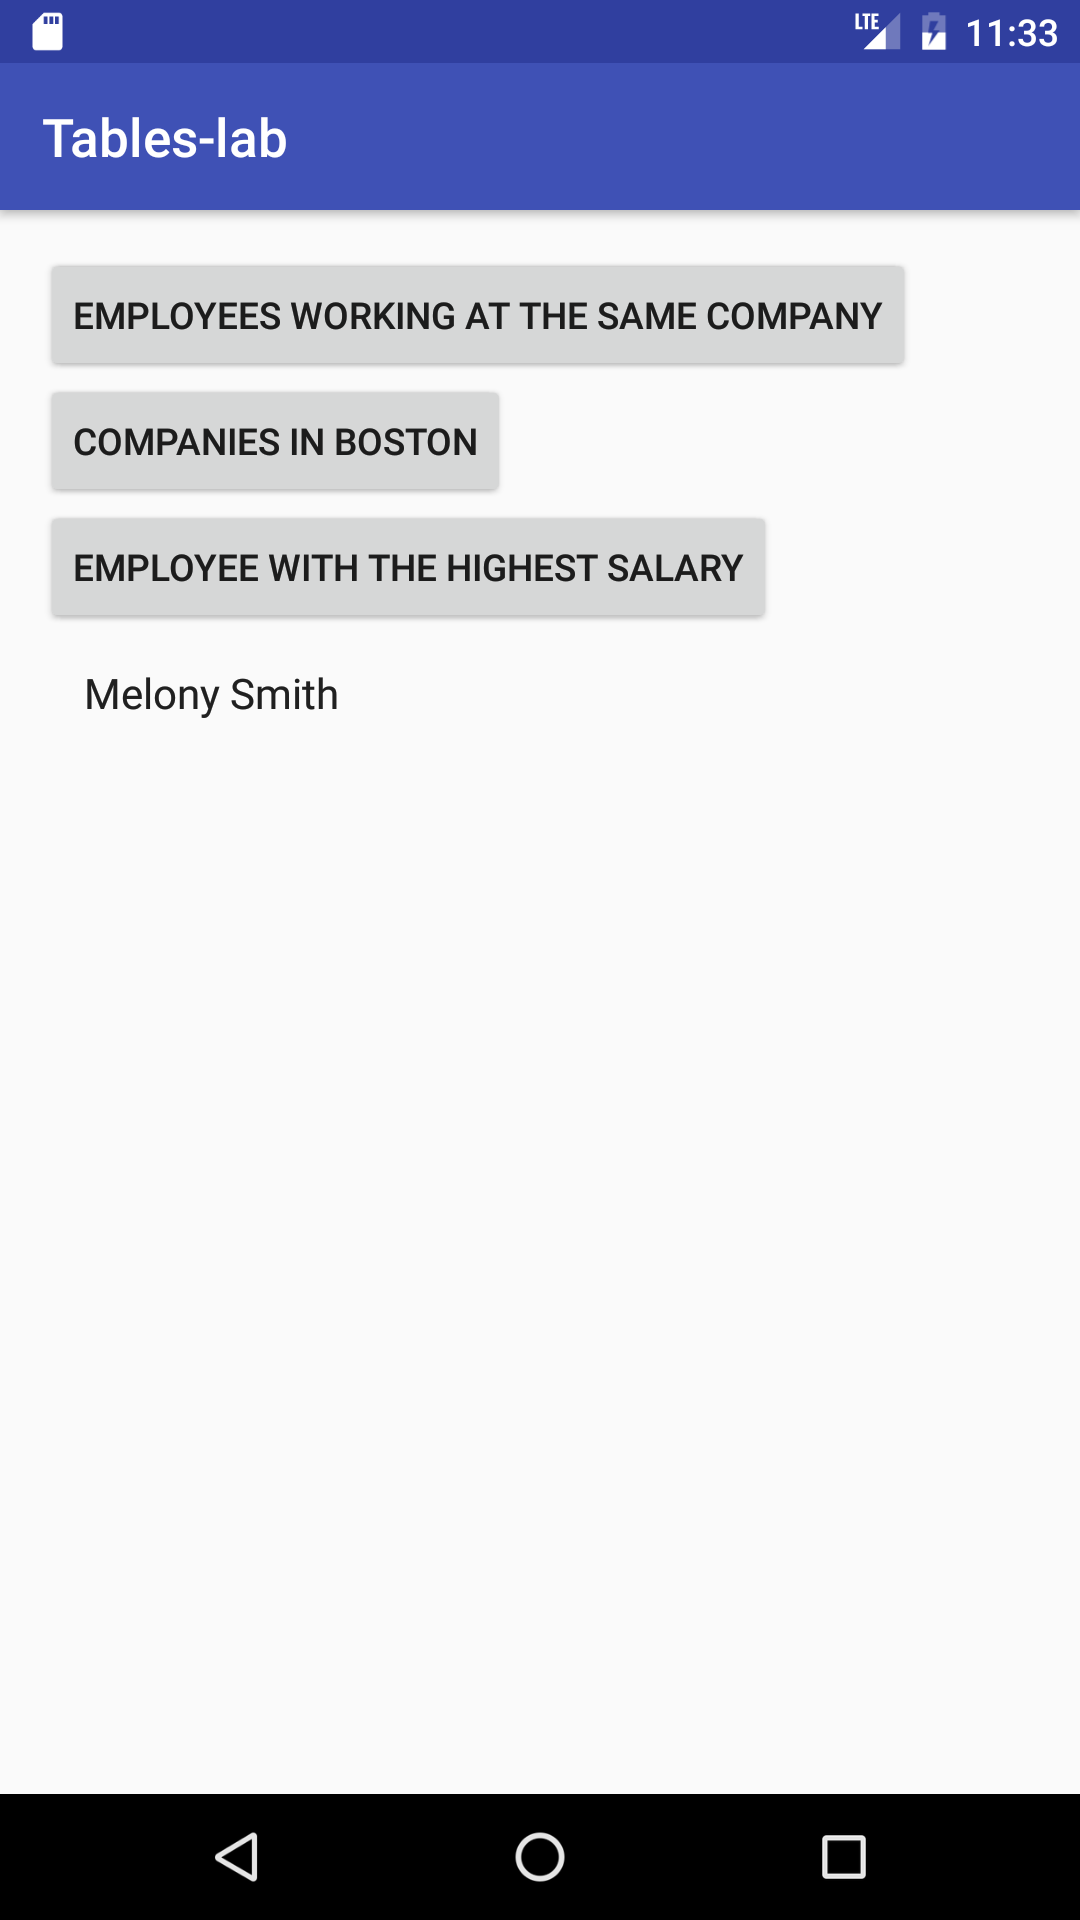 LTE 11:33
Tables-lab
EMPLOYEES WORKING AT THE SAME COMPANY
COMPANIES IN BOSTON
EMPLOYEE WITH THE HIGHEST SALARY
Melony Smith